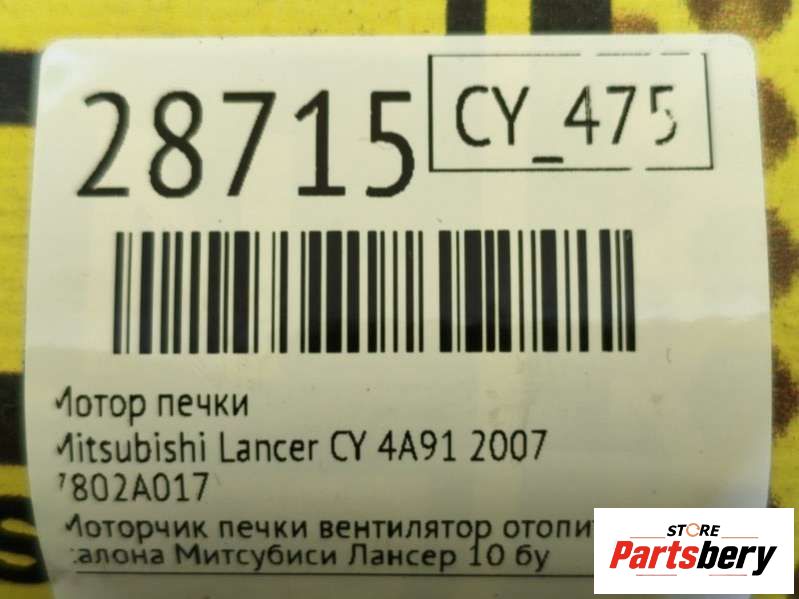 28715
CY_475
Мотор печки
Mitsubishi Lancer CY 4A91 2007
7802A017
Моторчик печки вентилятор отопит
салона Митсубиси Лансер 10 бу
STORE
Partsbery